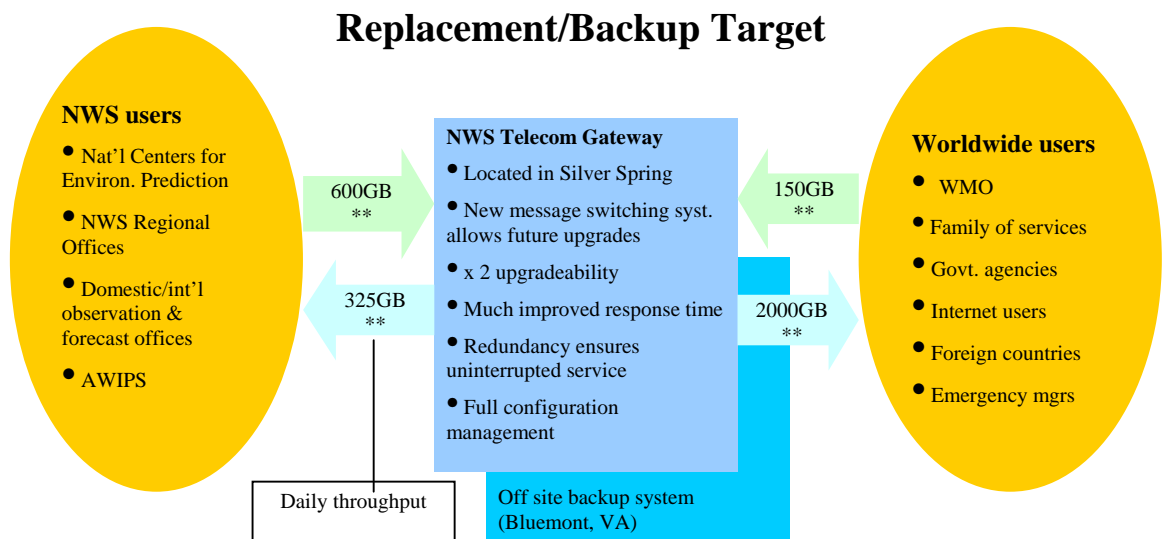 Replacement/Backup Target
NWS users
• Nat’l Centers for
Environ. Prediction
• NWS Regional
Offices
• Domestic/int’l
observation &
forecast offices
• AWIPS
600GB
**
325GB
**
Daily throughput
NWS Telecom Gateway
• Located in Silver Spring
• New message switching syst.
allows future upgrades
• x 2 upgradeability
• Much improved response time
• Redundancy ensures
uninterrupted service
• Full configuration
management
Off site backup system
(Bluemont, VA)
150GB
**
2000GB
**
Worldwide users
• WMO
• Family of services
• Govt. agencies
• Internet users
• Foreign countries
• Emergency mgrs